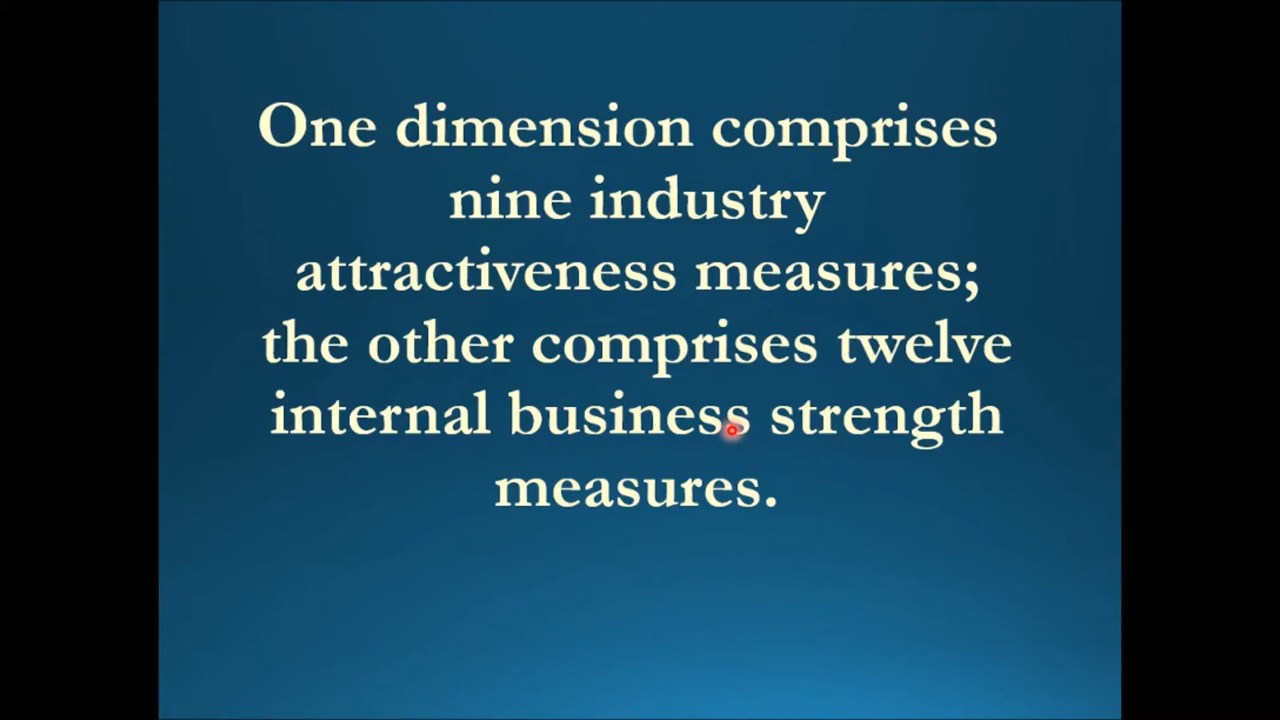 One dimension comprises
nine industry
attractiveness measures;
the other comprises twelve
internal business strength
measures.